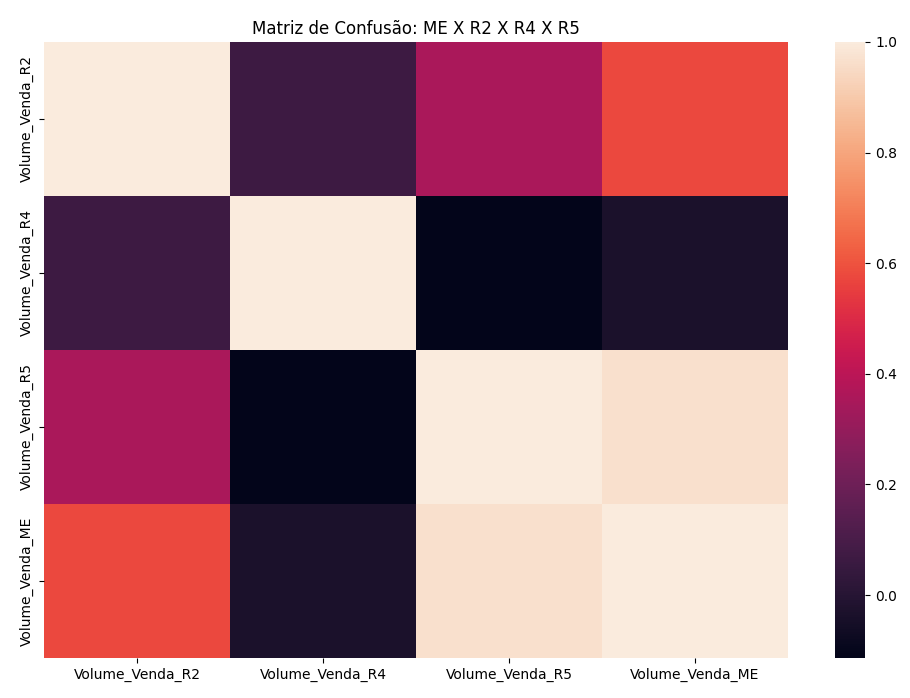 Matriz de Confusão: ME X R2 X R4 X R5
Volume_Venda_R2
Volume_Venda_R4
Volume_Venda_R5
Volume_Venda_ME
Volume_Venda_R2
Volume_Venda_R4
Volume_Venda_R5
Volume_Venda_ME
1.0
0.8
0.6
0.4
0.2
0.0